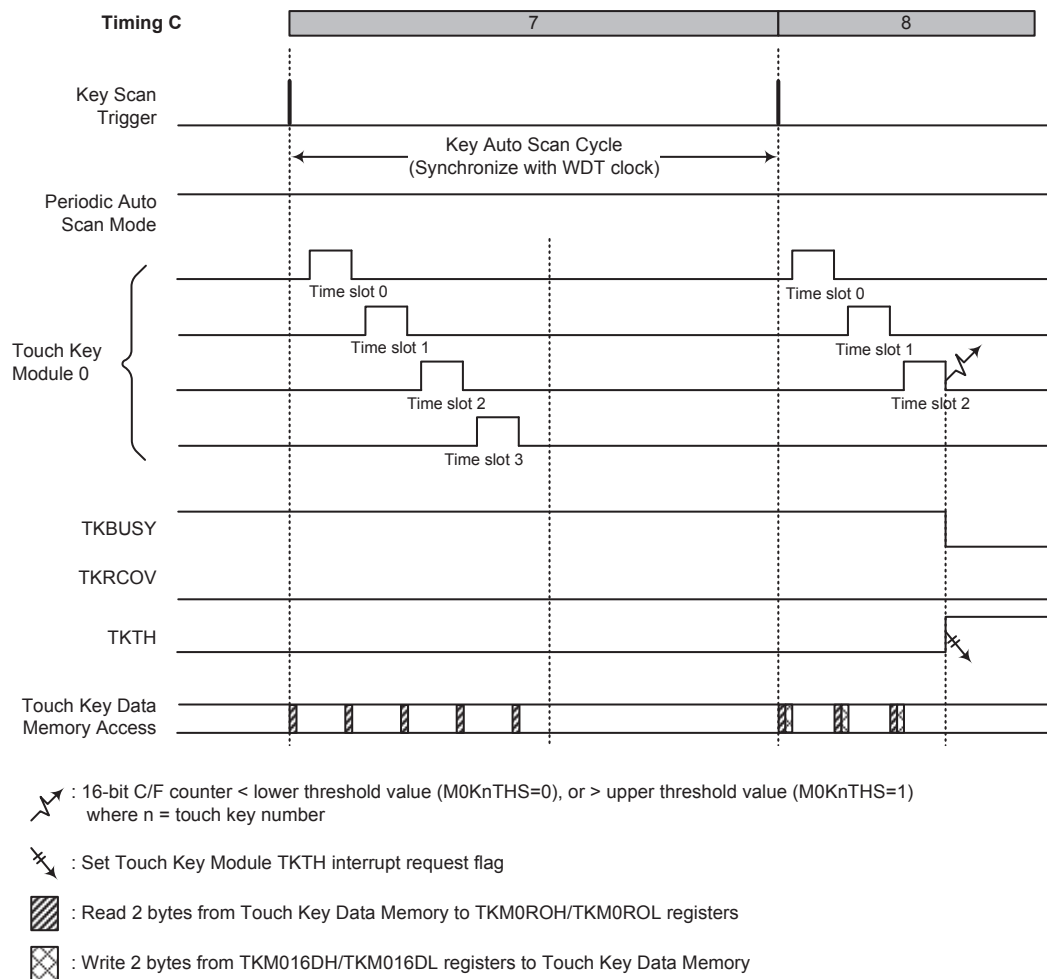 Timing C
7
8
Key Scan
Trigger
Key Auto Scan Cycle
(Synchronize with WDT clock)
Periodic Auto
Scan Mode
Time slot 0
Time slot 0
Time slot 1
Time slot 1
Touch Key
Module 0
Time slot 2
Time slot 2
Time slot 3
TKBUSY
TKRCOV
TKTH
Touch Key Data
Memory Access
: 16-bit C/F counter < lower threshold value (M0KnTHS=0), or > upper threshold value (M0KnTHS=1)
where n = touch key number
: Set Touch Key Module TKTH interrupt request flag
: Read 2 bytes from Touch Key Data Memory to TKM0ROH/TKM0ROL registers
: Write 2 bytes from TKM016DH/TKM016DL registers to Touch Key Data Memory